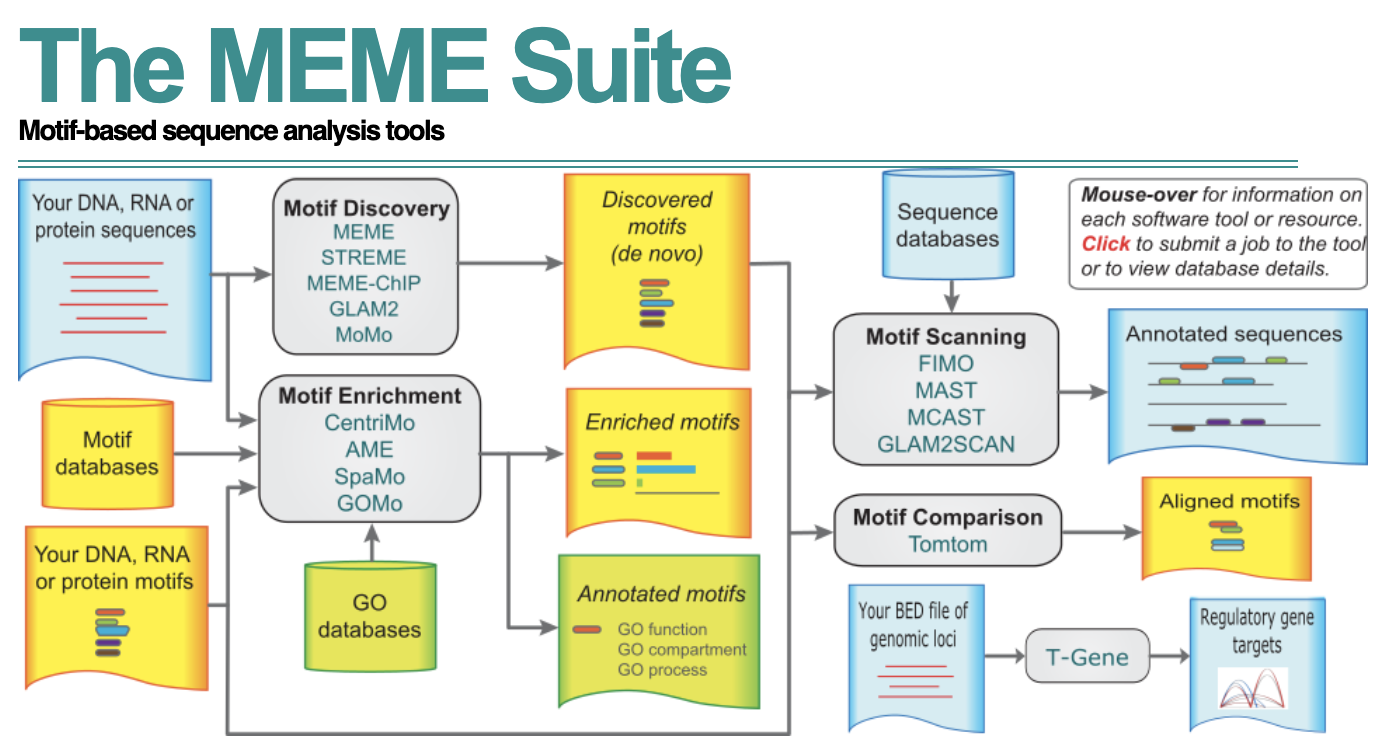 The MEME Suite
Motif-based sequence analysis tools
Your DNA, RNA or
protein sequences
Motif Discovery
MEME
STREME
MEME-ChIP
GLAM2
MoMo
Discovered
motifs
(de novo)
Sequence
databases
Mouse-over for information on
each software tool or resource.
Click to submit a job to the tool
or to view database details.
Motif
databases
Motif Enrichment
CentriMo
AME
SpaMo
GOMo
Enriched motifs
Motif Scanning
FIMO
MAST
MCAST
GLAM2SCAN
Annotated sequences
Your DNA, RNA
or protein motifs
GO
databases
Annotated motifs
GO function
GO compartment
GO process
Motif Comparison
Tomtom
Aligned motifs
Your BED file of
genomic loci
T-Gene
Regulatory gene
targets